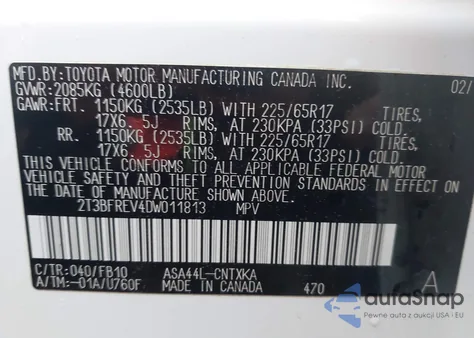 MFD. BY: TOYOTA MOTOR MANUFACTURING CANADA INC. 02/
GVWR: 2085KG (4600LB)
GAWR: FRT. 1150KG (2535LB) WITH 225/65R17 TIRES,
17X6. 5J RIMS, AT 230KPA (33PSI) COLD.
RR. 1150KG (2535LB) WITH 225/65R17 TIRES,
17X6. 5J RIMS, AT 230KPA (33PSI) COLD.
THIS VEHICLE CONFORMS TO ALL APPLICABLE FEDERAL MOTOR
VEHICLE SAFETY AND THEFT PREVENTION STANDARDS IN EFFECT ON
THE DATE OF MANUFACTURE SHOWN ABOVE.
2T3BFREV4DW011813 MPV
C/TR: 040/FB10 ASA44L-CNTXKA A
A/TM: -01A/U760F MADE IN CANADA 470
autaSnap
Pewne auta z USA i EU